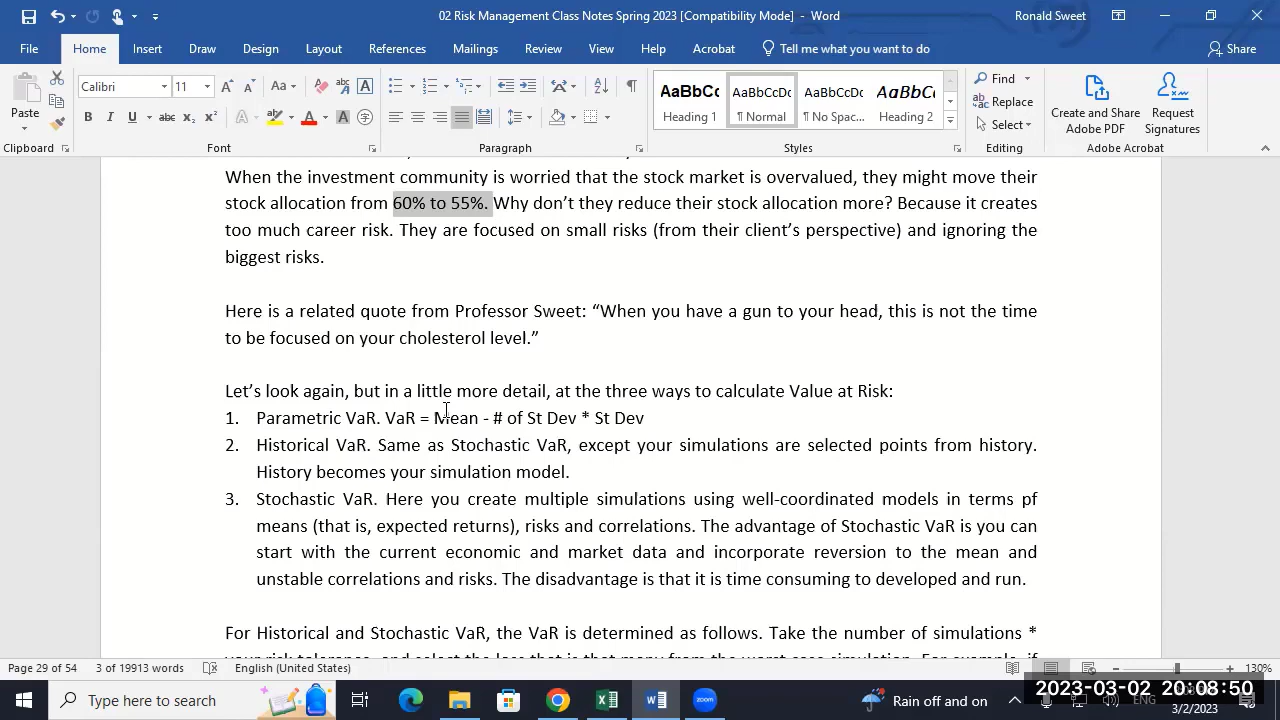 02 Risk Management Class Notes Spring 2023 [Compatibility Mode] - Word
Ronald Sweet
File Home Insert Draw Design Layout References Mailings Review View Help Acrobat Tell me what you want to do Share
Calibri 11
Paste
Clipboard
Font
Paragraph
AaBbCc Heading 1
AaBbCcDc ¶ Normal
AaBbCcDc ¶ No Spac...
AaBbCc Heading 2
Styles
Find
Replace
Select
Editing
Create and Share Adobe PDF
Request Signatures
Adobe Acrobat
When the investment community is worried that the stock market is overvalued, they might move their
stock allocation from 60% to 55%. Why don’t they reduce their stock allocation more? Because it creates
too much career risk. They are focused on small risks (from their client’s perspective) and ignoring the
biggest risks.
Here is a related quote from Professor Sweet: “When you have a gun to your head, this is not the time
to be focused on your cholesterol level.”
Let’s look again, but in a little more detail, at the three ways to calculate Value at Risk:
1. Parametric VaR. VaR = Mean - # of St Dev * St Dev
2. Historical VaR. Same as Stochastic VaR, except your simulations are selected points from history.
History becomes your simulation model.
3. Stochastic VaR. Here you create multiple simulations using well-coordinated models in terms pf
means (that is, expected returns), risks and correlations. The advantage of Stochastic VaR is you can
start with the current economic and market data and incorporate reversion to the mean and
unstable correlations and risks. The disadvantage is that it is time consuming to developed and run.
For Historical and Stochastic VaR, the VaR is determined as follows. Take the number of simulations *
Page 29 of 54 3 of 19913 words English (United States) 130%
Type here to search
Rain off and on
ENG
2023-03-02 20:08:50
3/2/2023